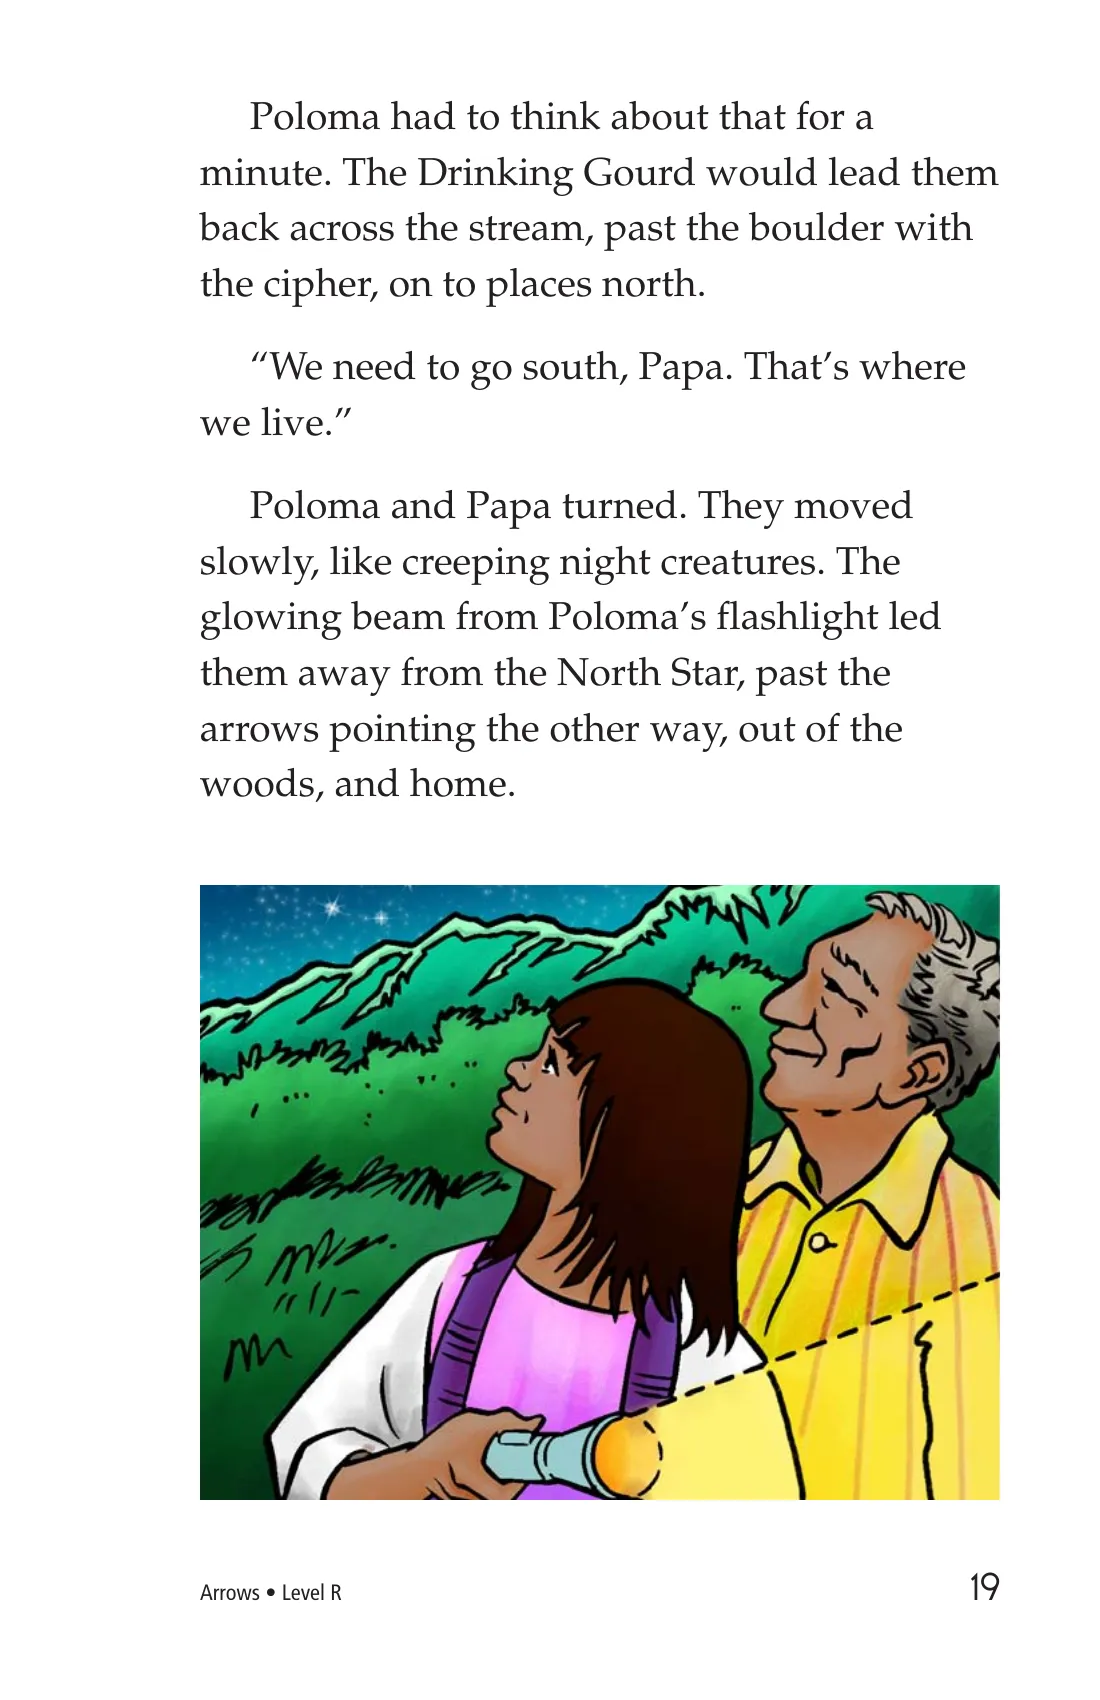 Poloma had to think about that for a
minute. The Drinking Gourd would lead them
back across the stream, past the boulder with
the cipher, on to places north.
“We need to go south, Papa. That’s where
we live.”
Poloma and Papa turned. They moved
slowly, like creeping night creatures. The
glowing beam from Poloma’s flashlight led
them away from the North Star, past the
arrows pointing the other way, out of the
woods, and home.
Arrows • Level R
19